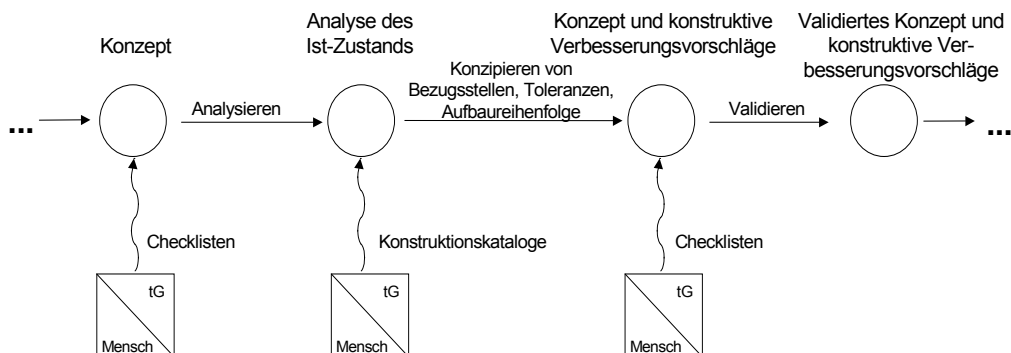 Konzept
Analyse des
Ist-Zustands
Konzept und konstruktive
Verbesserungsvorschläge
Validiertes Konzept und
konstruktive Ver-
besserungsvorschläge
...
Analysieren
Konzipieren von
Bezugsstellen, Toleranzen,
Aufbaureihenfolge
Validieren
...
Checklisten
Konstruktionskataloge
Checklisten
tG
Mensch
tG
Mensch
tG
Mensch